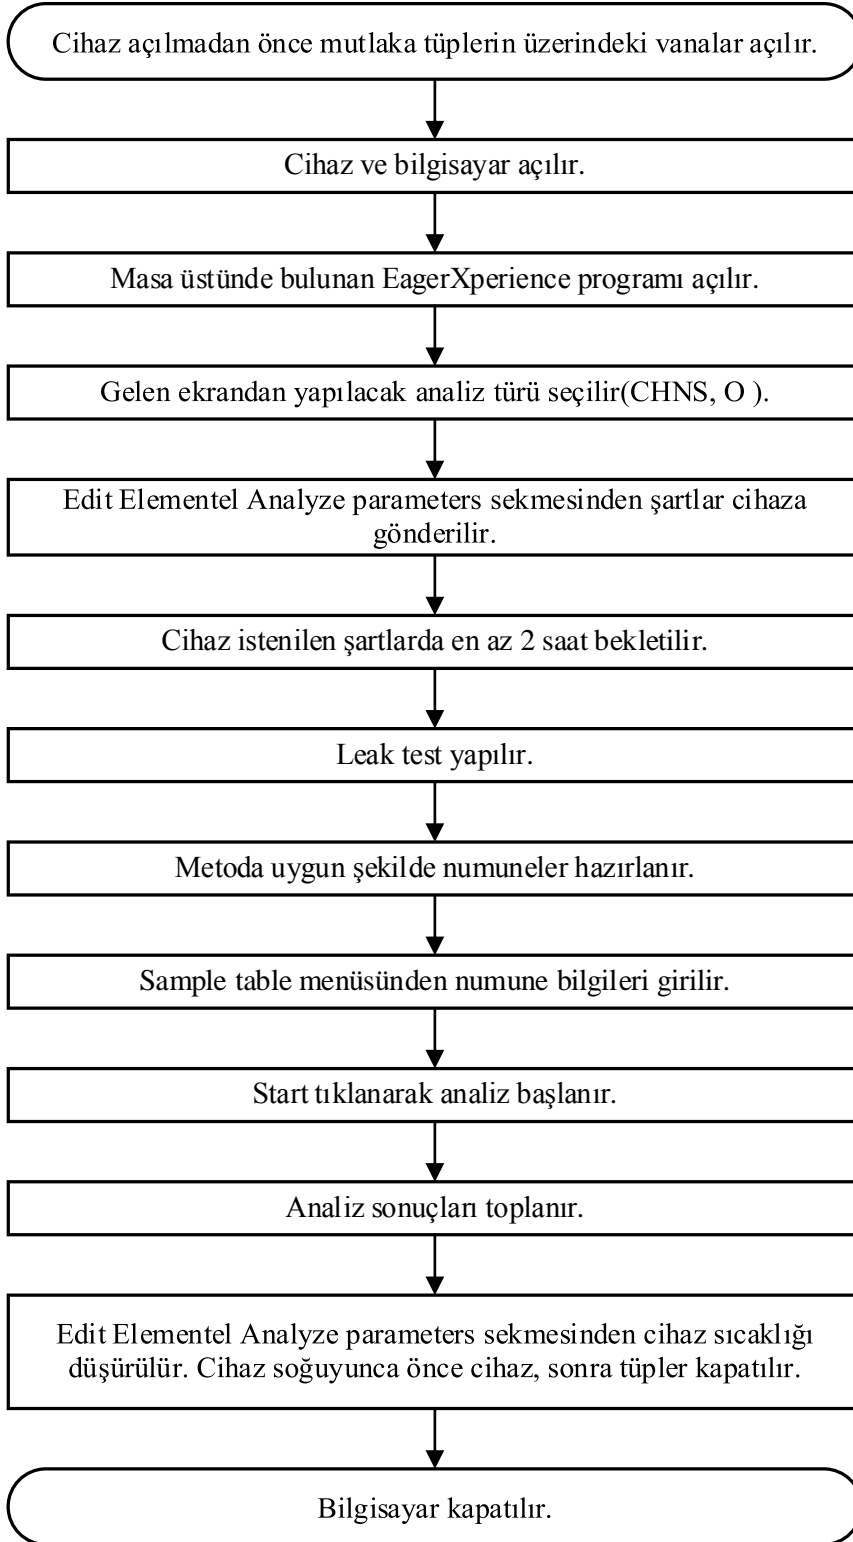 Cihaz açılmadan önce mutlaka tüplerin üzerindeki vanalar açılır.
Cihaz ve bilgisayar açılır.
Masa üstünde bulunan EagerXperience programı açılır.
Gelen ekrandan yapılacak analiz türü seçilir(CHNS, O ).
Edit Elementel Analyze parameters sekmesinden şartlar cihaza
gönderilir.
Cihaz istenilen şartlarda en az 2 saat bekletilir.
Leak test yapılır.
Metoda uygun şekilde numuneler hazırlanır.
Sample table menüsünden numune bilgileri girilir.
Start tıklanarak analiz başlanır.
Analiz sonuçları toplanır.
Edit Elementel Analyze parameters sekmesinden cihaz sıcaklığı
düşürülür. Cihaz soğuyunca önce cihaz, sonra tüpler kapatılır.
Bilgisayar kapatılır.